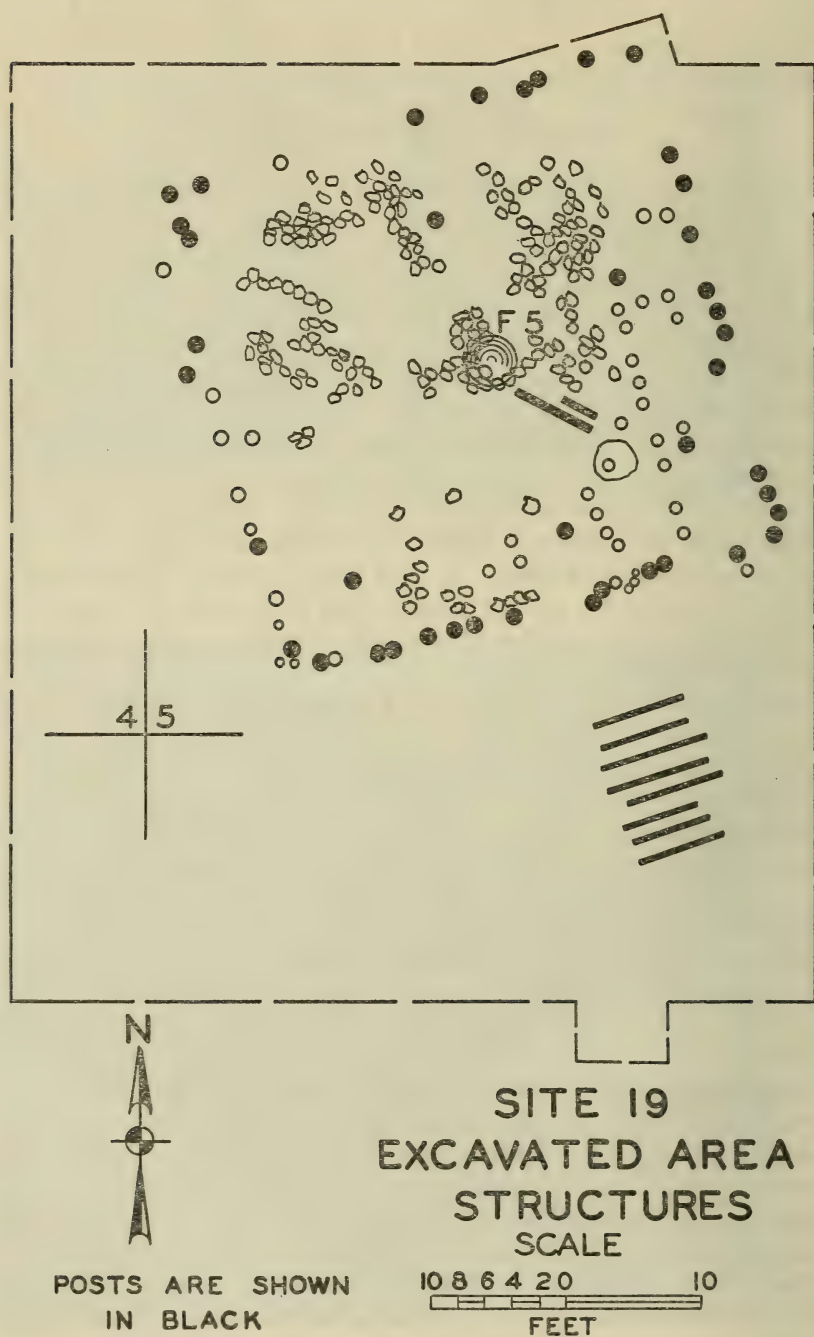 F 5
4 5
N
SITE 19
EXCAVATED AREA
STRUCTURES
SCALE
10 8 6 4 2 0 10
FEET
POSTS ARE SHOWN
IN BLACK